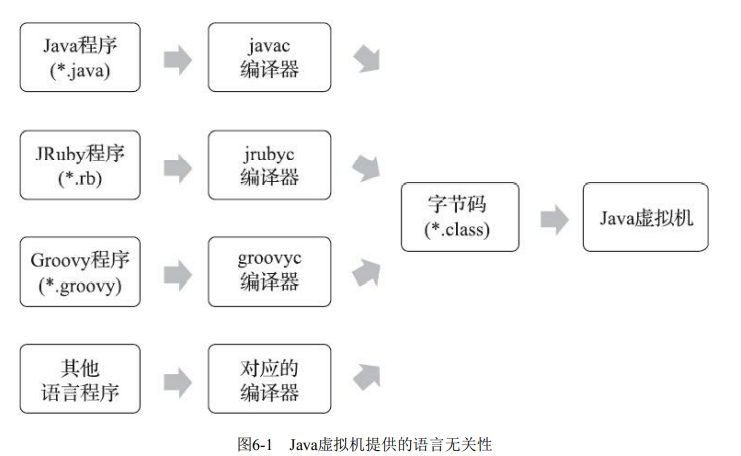 Java程序
(*.java)
javac
编译器
JRuby程序
(*.rb)
jrubyc
编译器
Groovy程序
(*.groovy)
groovyc
编译器
其他
语言程序
对应的
编译器
字节码
(*.class)
Java虚拟机
图6-1 Java虚拟机提供的语言无关性